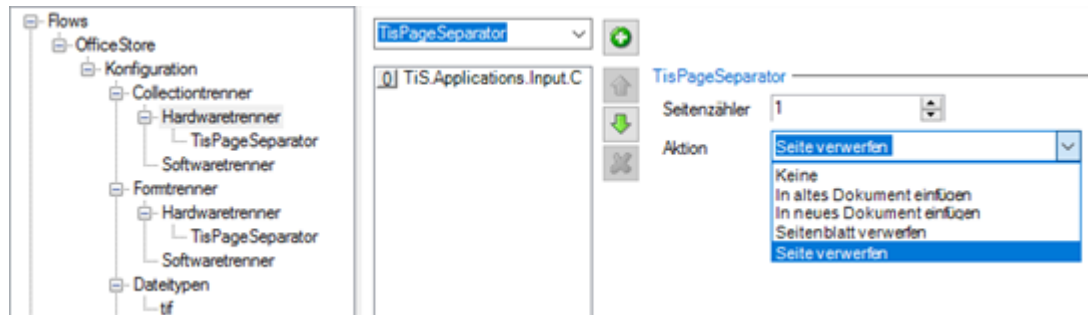 Flows
OfficeStore
Konfiguration
Collectiontrenner
Hardwaretrenner
TisPageSeparator
Softwaretrenner
Formtrenner
Hardwaretrenner
TisPageSeparator
Softwaretrenner
Dateitypen
tif
TisPageSeparator
0 TiS.Applications.Input.C
TisPageSeparator
Seitenzähler 1
Aktion Seite verwerfen
Keine
In altes Dokument einfügen
In neues Dokument einfügen
Seitenblatt verwerfen
Seite verwerfen